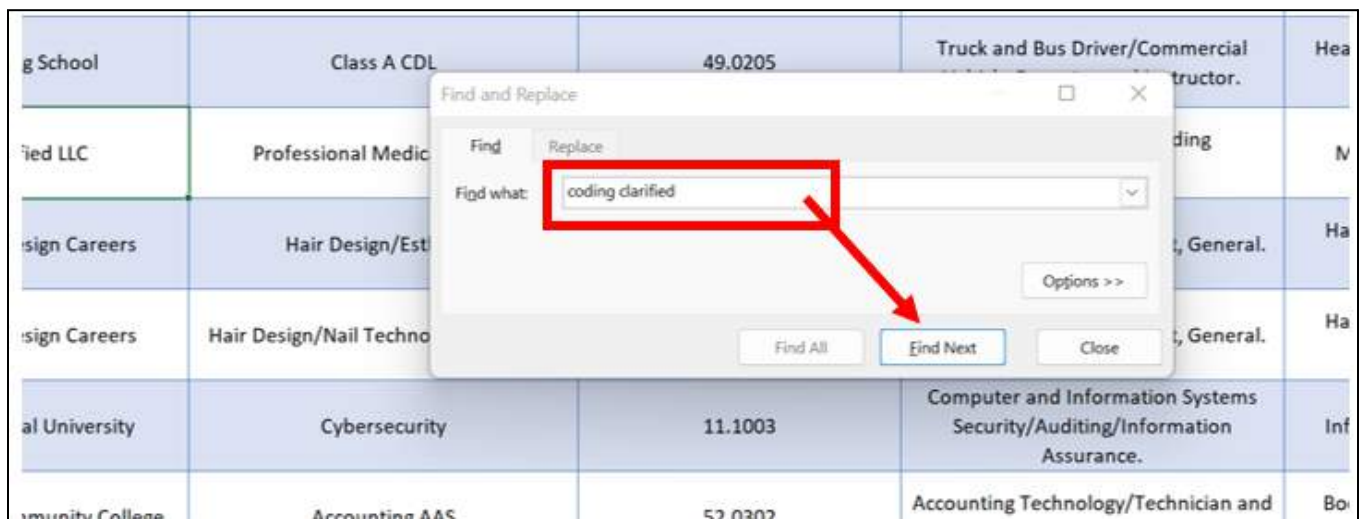 g School Class A CDL 49.0205 Truck and Bus Driver/Commercial Hea
tructor.
Find and Replace
fied LLC Professional Medic ding M
Find Replace
Find what: coding clarified
sign Careers Hair Design/Est , General. Ha
Options >>
sign Careers Hair Design/Nail Techno , General. Ha
Find All Find Next Close
al University Cybersecurity 11.1003 Computer and Information Systems
Security/Auditing/Information Inf
Assurance.
mmunity College Accounting AAS 52.0302 Accounting Technology/Technician and Bo